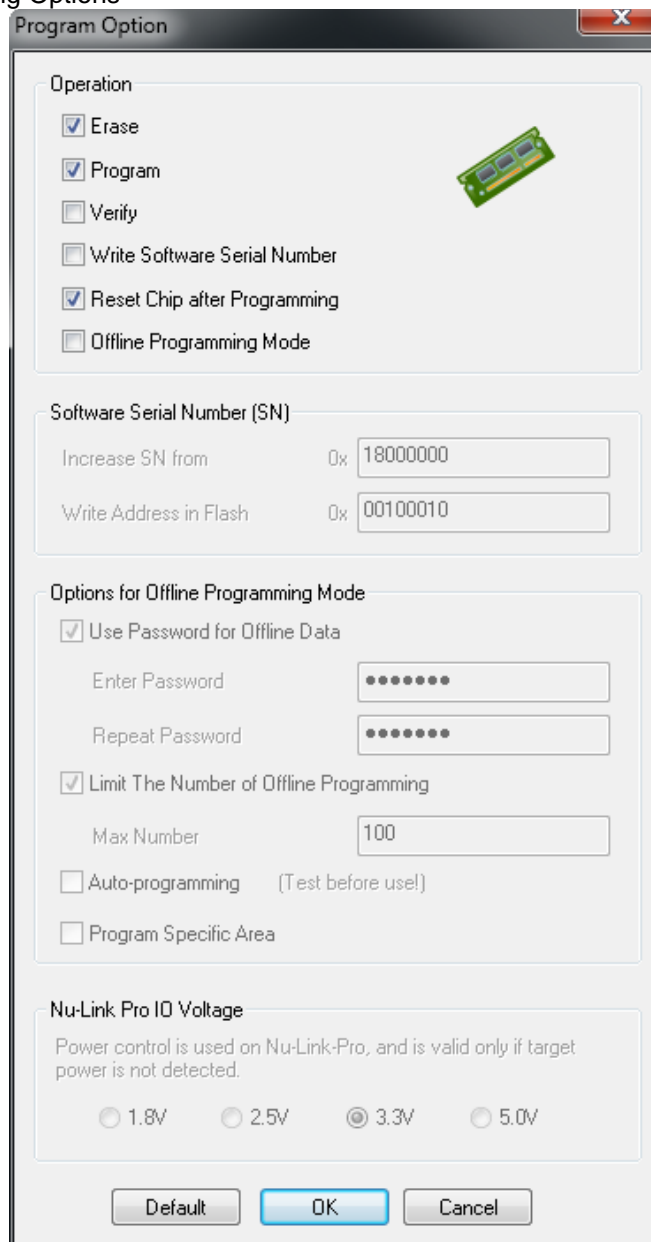 g Options
Program Option
Operation
Erase
Program
Verify
Write Software Serial Number
Reset Chip after Programming
Offline Programming Mode
Software Serial Number (SN)
Increase SN from 0x 18000000
Write Address in Flash 0x 00100010
Options for Offline Programming Mode
Use Password for Offline Data
Enter Password •••••••
Repeat Password •••••••
Limit The Number of Offline Programming
Max Number 100
Auto-programming (Test before use!)
Program Specific Area
Nu-Link Pro IO Voltage
Power control is used on Nu-Link-Pro, and is valid only if target
power is not detected.
1.8V 2.5V 3.3V 5.0V
Default OK Cancel